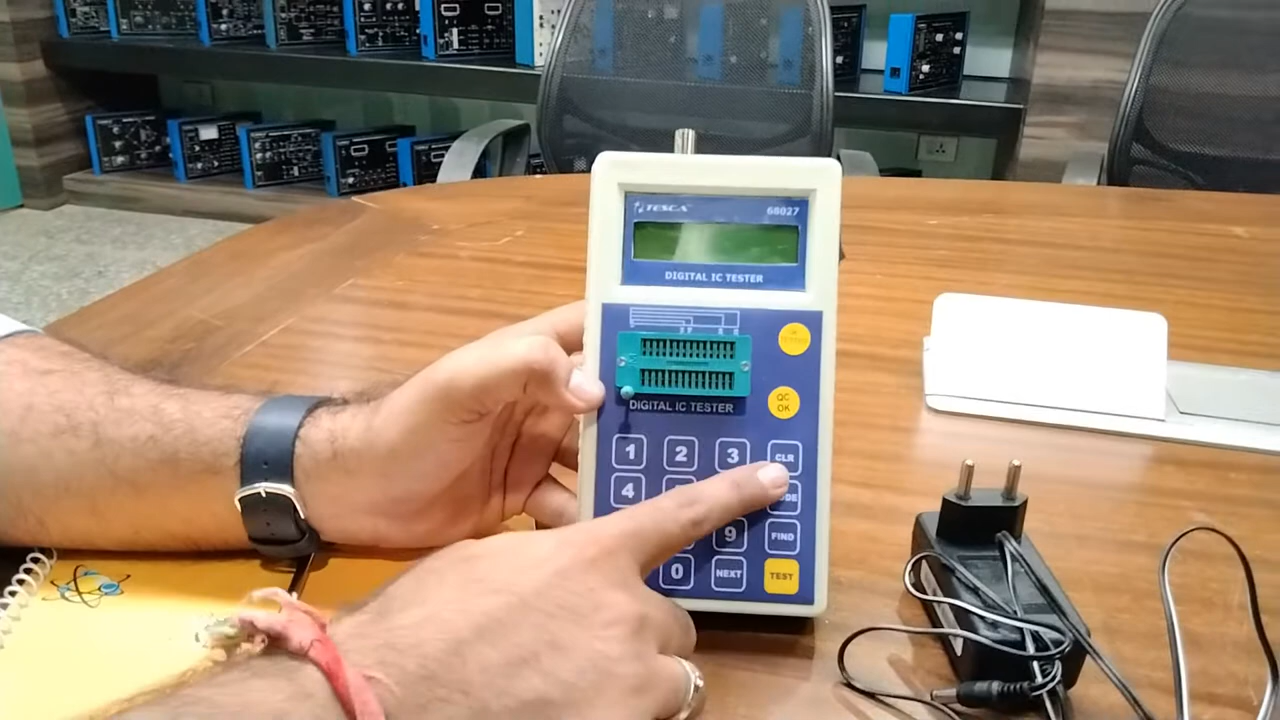 TESCA 68027
DIGITAL IC TESTER
QC
OK
DIGITAL IC TESTER
1 2 3 CLR
4
9 FIND
0 NEXT TEST